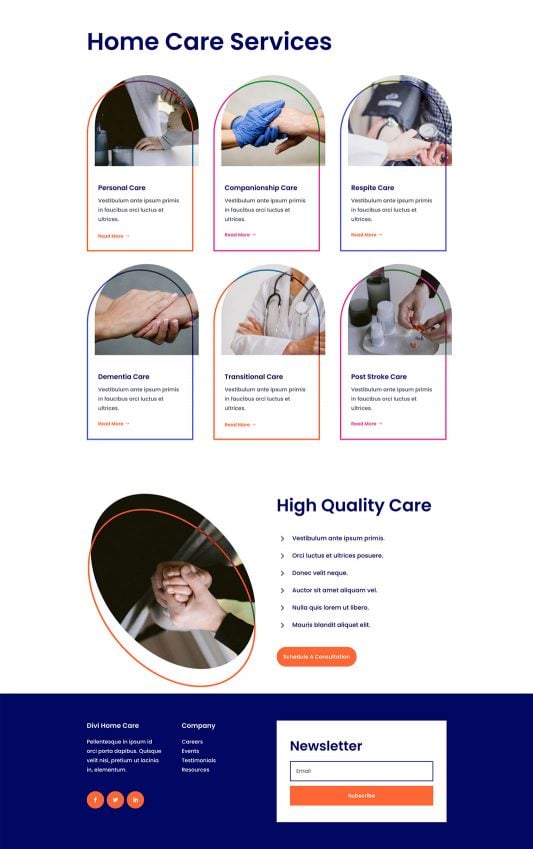 Home Care Services
Personal Care
Vestibulum ante ipsum primis
in faucibus orci luctus et
ultrices.
Read More →
Companionship Care
Vestibulum ante ipsum primis
in faucibus orci luctus et
ultrices.
Read More →
Respite Care
Vestibulum ante ipsum primis
in faucibus orci luctus et
ultrices.
Read More →
Dementia Care
Vestibulum ante ipsum primis
in faucibus orci luctus et
ultrices.
Read More →
Transitional Care
Vestibulum ante ipsum primis
in faucibus orci luctus et
ultrices.
Read More →
Post Stroke Care
Vestibulum ante ipsum primis
in faucibus orci luctus et
ultrices.
Read More →
High Quality Care
Vestibulum ante ipsum primis.
Orci luctus et ultrices posuere.
Donec velit neque.
Auctor sit amet aliquam vel.
Nulla quis lorem ut libero.
Mauris blandit aliquet elit.
Schedule A Consultation
Divi Home Care
Pellentesque in ipsum id
orci porta dapibus. Quisque
velit nisi, pretium ut lacinia
in, elementum.
Company
Careers
Events
Testimonials
Resources
Newsletter
Email
Subscribe